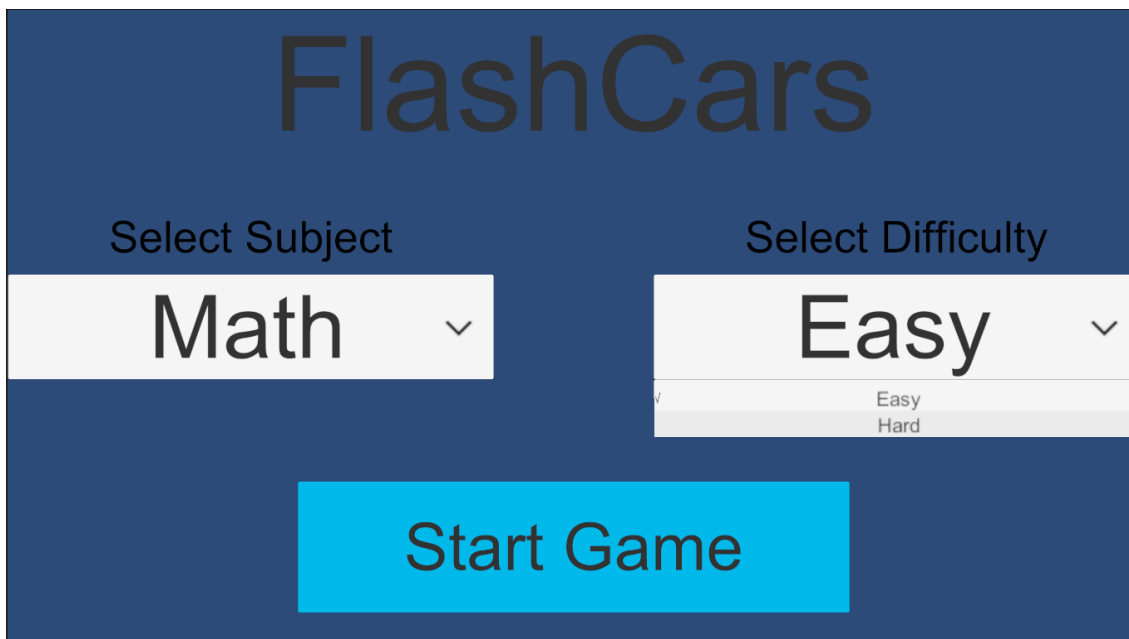 FlashCars
Select Subject
Select Difficulty
Math
Easy
√ Easy
Hard
Start Game